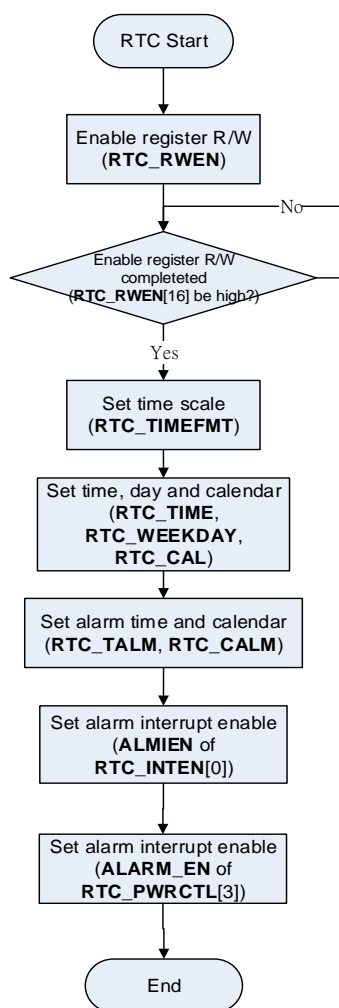 RTC Start
Enable register R/W
(RTC_RWEN)
No
Enable register R/W
completeted
(RTC_RWEN[16] be high?)
Yes
Set time scale
(RTC_TIMEFMT)
Set time, day and calendar
(RTC_TIME,
RTC_WEEKDAY,
RTC_CAL)
Set alarm time and calendar
(RTC_TALM, RTC_CALM)
Set alarm interrupt enable
(ALMIEN of
RTC_INTEN[0])
Set alarm interrupt enable
(ALARM_EN of
RTC_PWRCTL[3])
End